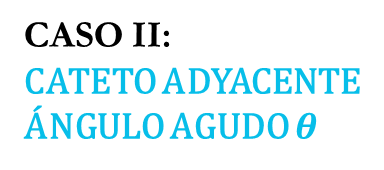 CASO II:
CATETO ADYACENTE
ÁNGULO AGUDO θ